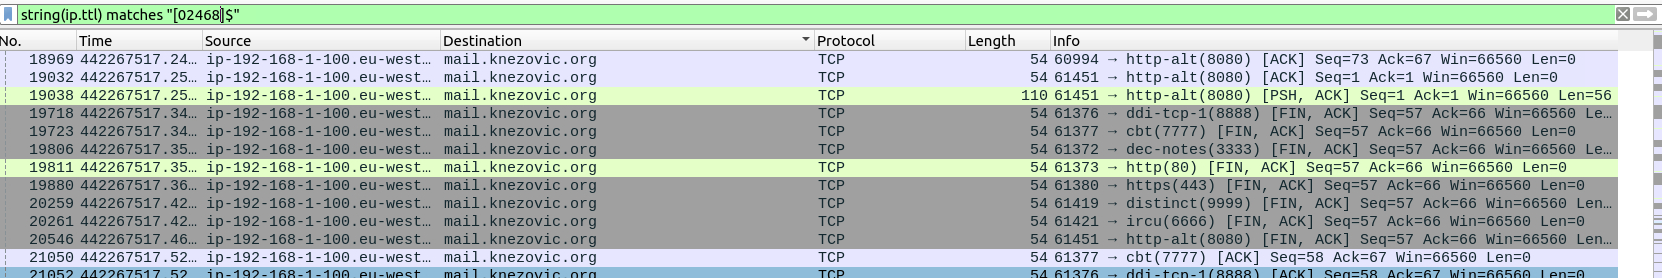 string(ip.ttl) matches "[02468]$"
No. Time Source Destination Protocol Length Info
18969 442267517.24… ip-192-168-1-100.eu-west… mail.knezovic.org TCP 54 60994 → http-alt(8080) [ACK] Seq=73 Ack=67 Win=66560 Len=0
19032 442267517.25… ip-192-168-1-100.eu-west… mail.knezovic.org TCP 54 61451 → http-alt(8080) [ACK] Seq=1 Ack=1 Win=66560 Len=0
19038 442267517.25… ip-192-168-1-100.eu-west… mail.knezovic.org TCP 110 61451 → http-alt(8080) [PSH, ACK] Seq=1 Ack=1 Win=66560 Len=56
19718 442267517.34… ip-192-168-1-100.eu-west… mail.knezovic.org TCP 54 61376 → ddi-tcp-1(8888) [FIN, ACK] Seq=57 Ack=66 Win=66560 Le…
19723 442267517.34… ip-192-168-1-100.eu-west… mail.knezovic.org TCP 54 61377 → cbt(7777) [FIN, ACK] Seq=57 Ack=66 Win=66560 Len=0
19806 442267517.35… ip-192-168-1-100.eu-west… mail.knezovic.org TCP 54 61372 → dec-notes(3333) [FIN, ACK] Seq=57 Ack=66 Win=66560 Le…
19811 442267517.35… ip-192-168-1-100.eu-west… mail.knezovic.org TCP 54 61373 → http(80) [FIN, ACK] Seq=57 Ack=66 Win=66560 Len=0
19880 442267517.36… ip-192-168-1-100.eu-west… mail.knezovic.org TCP 54 61380 → https(443) [FIN, ACK] Seq=57 Ack=66 Win=66560 Len=0
20259 442267517.42… ip-192-168-1-100.eu-west… mail.knezovic.org TCP 54 61419 → distinct(9999) [FIN, ACK] Seq=57 Ack=66 Win=66560 Len…
20261 442267517.42… ip-192-168-1-100.eu-west… mail.knezovic.org TCP 54 61421 → ircu(6666) [FIN, ACK] Seq=57 Ack=66 Win=66560 Len=0
20546 442267517.46… ip-192-168-1-100.eu-west… mail.knezovic.org TCP 54 61451 → http-alt(8080) [FIN, ACK] Seq=57 Ack=66 Win=66560 Len…
21050 442267517.52… ip-192-168-1-100.eu-west… mail.knezovic.org TCP 54 61377 → cbt(7777) [ACK] Seq=58 Ack=67 Win=66560 Len=0
21052 442267517.52… ip-192-168-1-100.eu-west… mail.knezovic.org TCP 54 61376 → ddi-tcp-1(8888) [ACK] Seq=58 Ack=67 Win=66560 Len=0